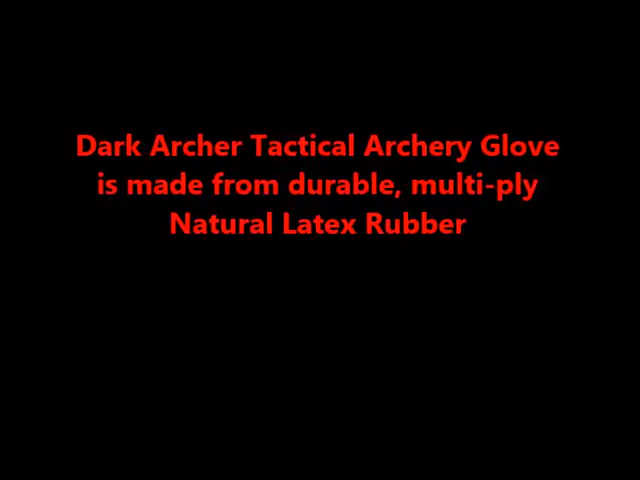 Dark Archer Tactical Archery Glove
is made from durable, multi-ply
Natural Latex Rubber